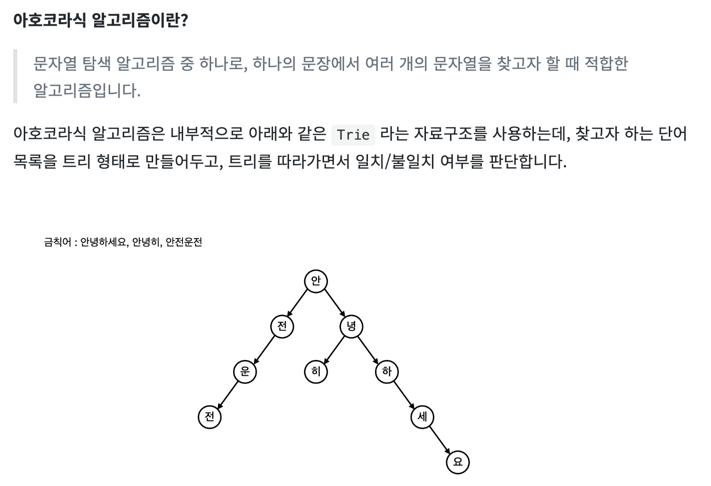 아호코라식 알고리즘이란?
문자열 탐색 알고리즘 중 하나로, 하나의 문장에서 여러 개의 문자열을 찾고자 할 때 적합한
알고리즘입니다.
아호코라식 알고리즘은 내부적으로 아래와 같은 Trie 라는 자료구조를 사용하는데, 찾고자 하는 단어
목록을 트리 형태로 만들어두고, 트리를 따라가면서 일치/불일치 여부를 판단합니다.
금칙어 : 안녕하세요, 안녕히, 안전운전
안
전 녕
운 히 하
전 세
요